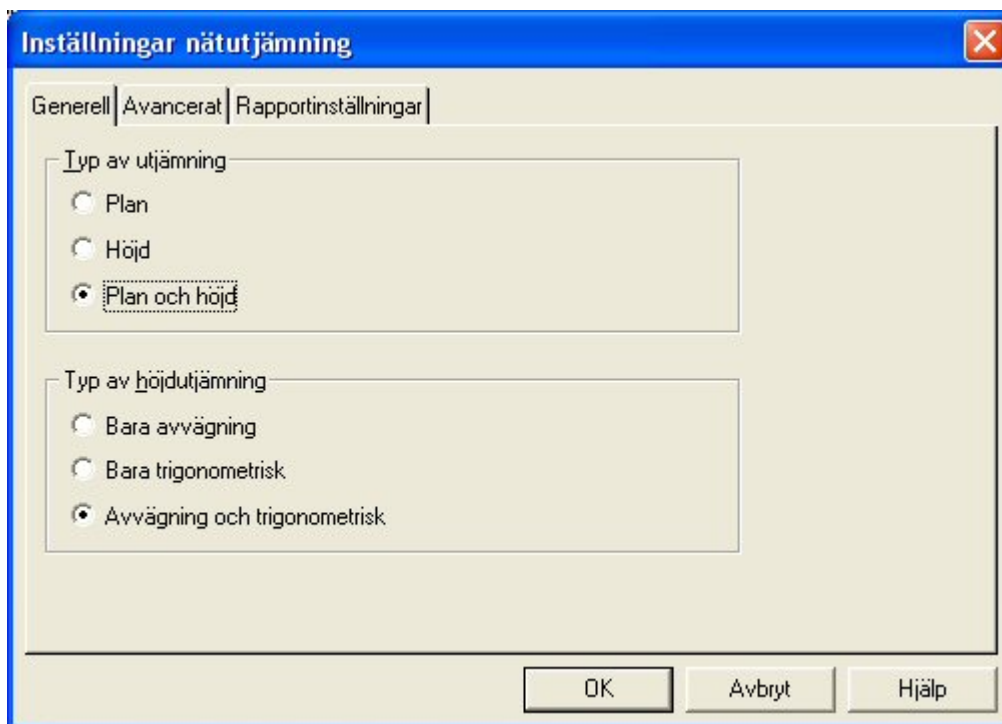 Inställningar nätutjämning
Generell Avancerat Rapportinställningar
Typ av utjämning
Plan
Höjd
Plan och höjd
Typ av höjdutjämning
Bara avvägning
Bara trigonometrisk
Avvägning och trigonometrisk
OK Avbryt Hjälp